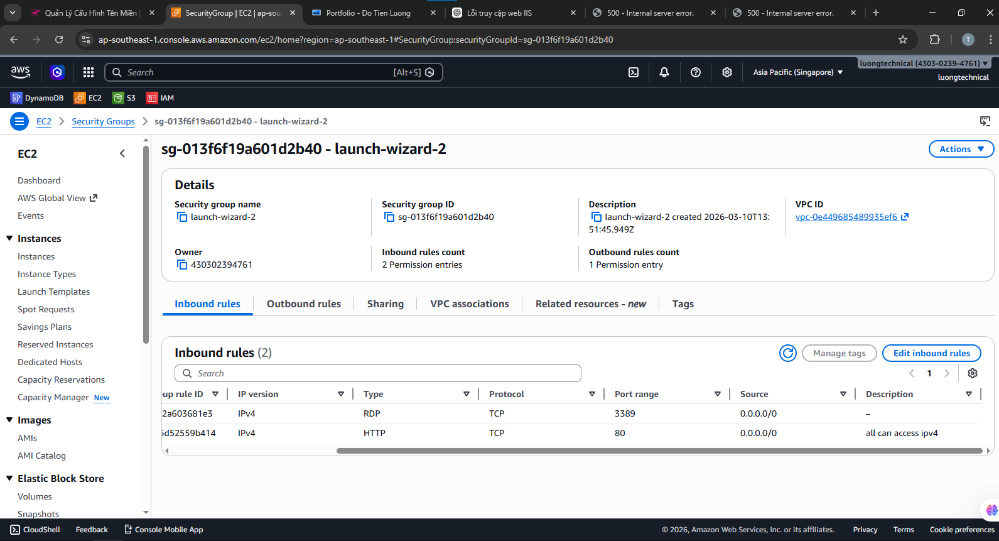 Quản Lý Cấu Hình Tên Miền
SecurityGroup | EC2 | ap-sou
Portfolio - Do Tien Luong
Lỗi truy cập web IIS
500 - Internal server error.
500 - Internal server error.
ap-southeast-1.console.aws.amazon.com/ec2/home?region=ap-southeast-1#SecurityGroup:securityGroupId=sg-013f6f19a601d2b40
T
aws
Search
[Alt+S]
Asia Pacific (Singapore)
luongtechnical (4303-0239-4761)
luongtechnical
DynamoDB
EC2
S3
IAM
EC2
Security Groups
sg-013f6f19a601d2b40 - launch-wizard-2
EC2
Dashboard
AWS Global View
Events
Instances
Instances
Instance Types
Launch Templates
Spot Requests
Savings Plans
Reserved Instances
Dedicated Hosts
Capacity Reservations
Capacity Manager New
Images
AMIs
AMI Catalog
Elastic Block Store
Volumes
Snapshots
sg-013f6f19a601d2b40 - launch-wizard-2
Actions
Details
Security group name
launch-wizard-2
Security group ID
sg-013f6f19a601d2b40
Description
launch-wizard-2 created 2026-03-10T13:
51:45.949Z
VPC ID
vpc-0e449685489935ef6
Owner
430302394761
Inbound rules count
2 Permission entries
Outbound rules count
1 Permission entry
Inbound rules
Outbound rules
Sharing
VPC associations
Related resources - new
Tags
Inbound rules (2)
Manage tags
Edit inbound rules
Search
1
up rule ID
IP version
Type
Protocol
Port range
Source
Description
2a603681e3 IPv4 RDP TCP 3389 0.0.0.0/0 –
5d52559b414 IPv4 HTTP TCP 80 0.0.0.0/0 all can access ipv4
CloudShell
Feedback
Console Mobile App
© 2026, Amazon Web Services, Inc. or its affiliates.
Privacy
Terms
Cookie preferences